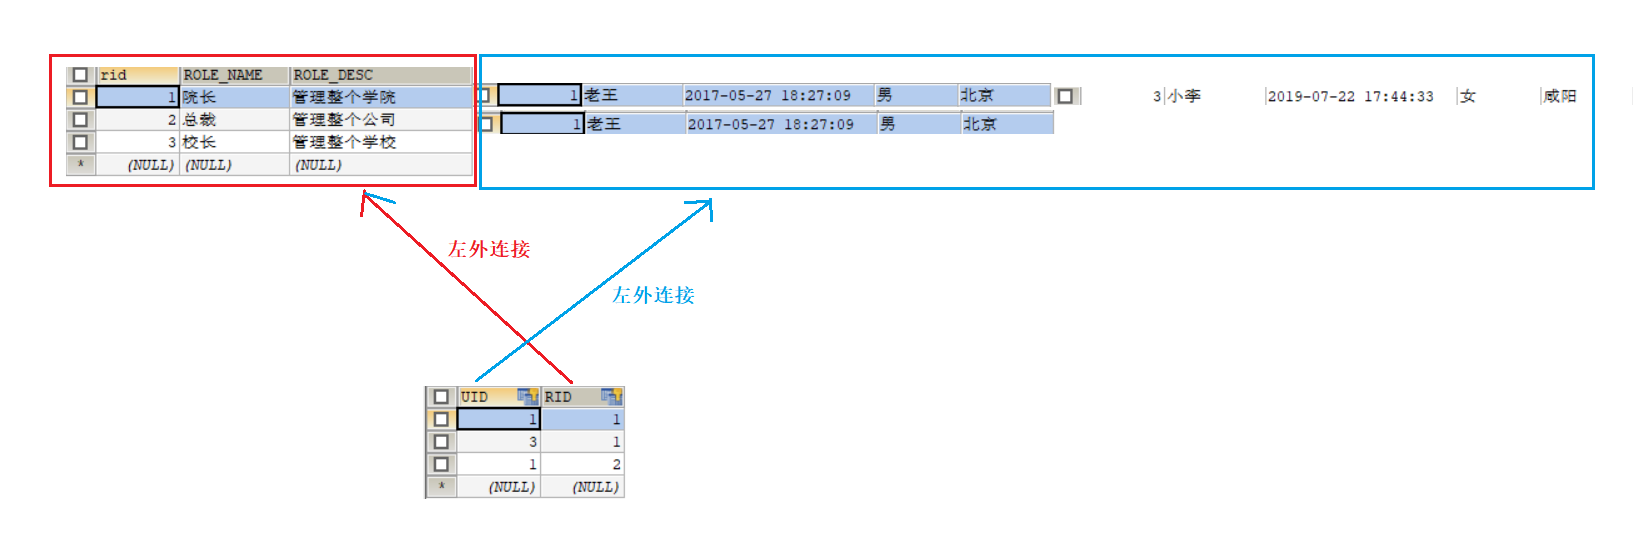 rid ROLE_NAME ROLE_DESC
1 院长 管理整个学院 1 老王 2017-05-27 18:27:09 男 北京 3 小李 2019-07-22 17:44:33 女 咸阳
2 总裁 管理整个公司 1 老王 2017-05-27 18:27:09 男 北京
3 校长 管理整个学校
* (NULL) (NULL) (NULL)
左外连接
左外连接
UID RID
1 1
3 1
1 2
* (NULL) (NULL)